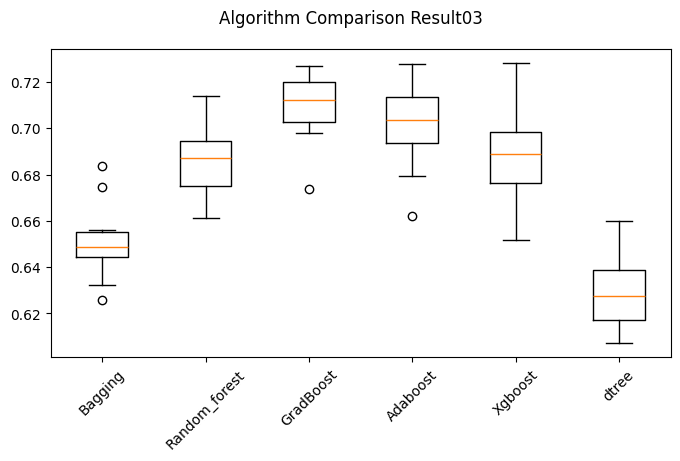 Algorithm Comparison Result03
0.72
0.70
0.68
0.66
0.64
0.62
Bagging
Random_forest
GradBoost
Adaboost
Xgboost
dtree